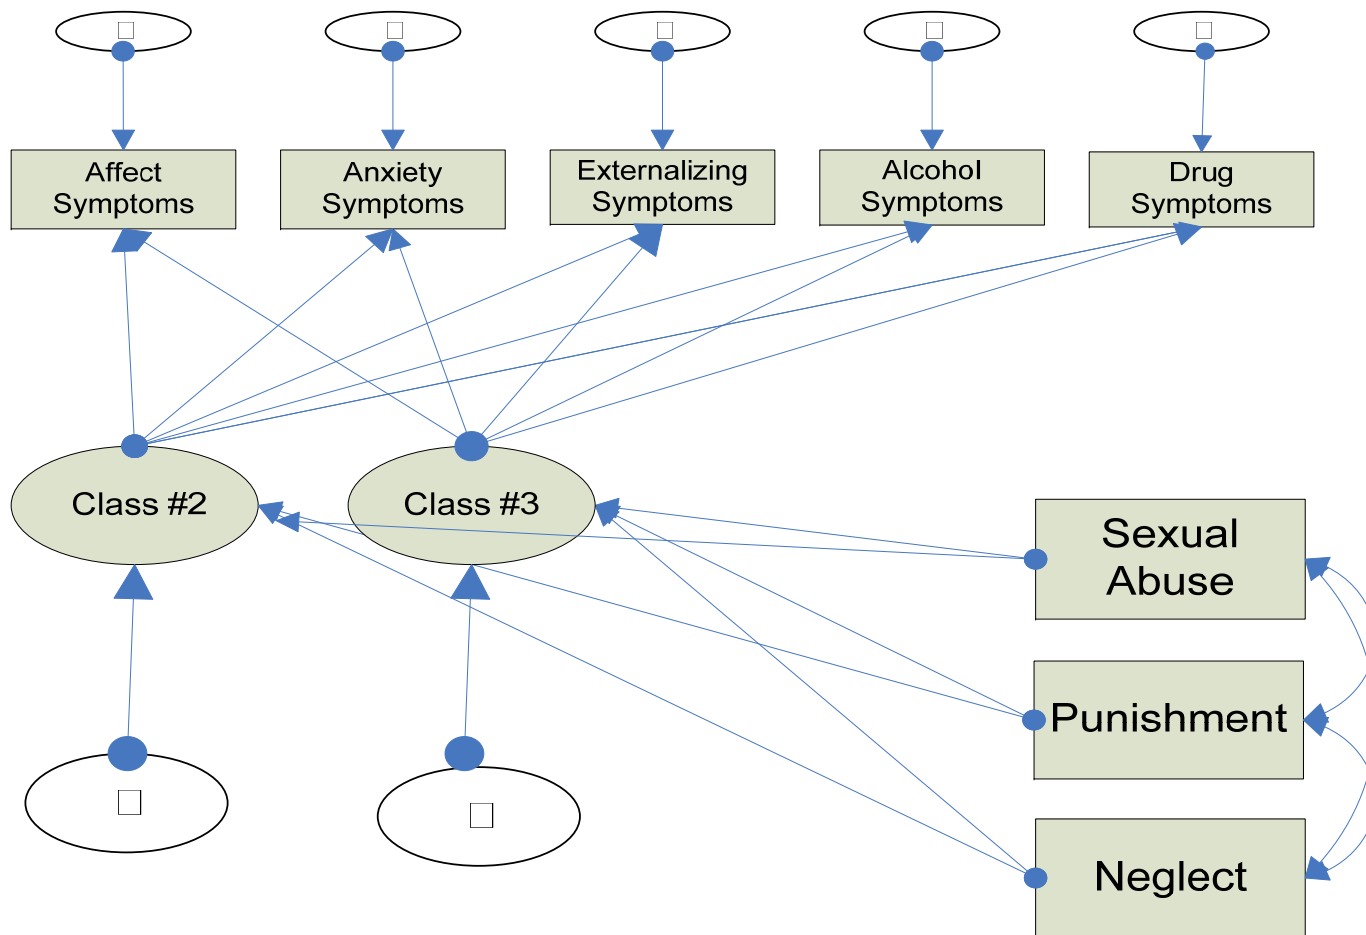 Affect
Symptoms
Anxiety
Symptoms
Externalizing
Symptoms
Alcohol
Symptoms
Drug
Symptoms
Class #2
Class #3
Sexual
Abuse
Punishment
Neglect